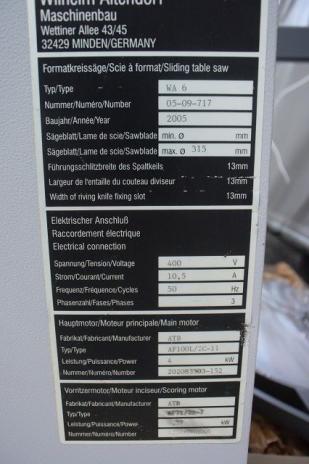 Wilhelm Altendorf
Maschinenbau
Wettiner Allee 43/45
32429 MINDEN/GERMANY
Formatkreissäge/Scie à format/Sliding table saw
Typ/Type WA 6
Nummer/Numéro/Number 05-09-717
Baujahr/Année/Year 2005
Sägeblatt/Lame de scie/Sawblade min. ø mm
Sägeblatt/Lame de scie/Sawblade max. ø 315 mm
Führungsschlitzbreite des Spaltkeils 13mm
Largeur de l'entaille du couteau diviseur 13mm
Width of riving knife fixing slot 13mm
Elektrischer Anschluß
Raccordement électrique
Electrical connection
Spannung/Tension/Voltage 400 V
Strom/Courant/Current 10,5 A
Frequenz/Fréquence/Cycles 50 Hz
Phasenzahl/Fases/Phases 3
Hauptmotor/Moteur principale/Main motor
Fabrikat/Fabricant/Manufacturer ATB
Typ/Type AF100L/2C-11
Leistung/Puissance/Power 4 kW
Nummer/Numéro/Number
Vorritzermotor/Moteur inciseur/Scoring motor
Fabrikat/Fabricant/Manufacturer ATB
Typ/Type
Leistung/Puissance/Power kW
Nummer/Numéro/Number